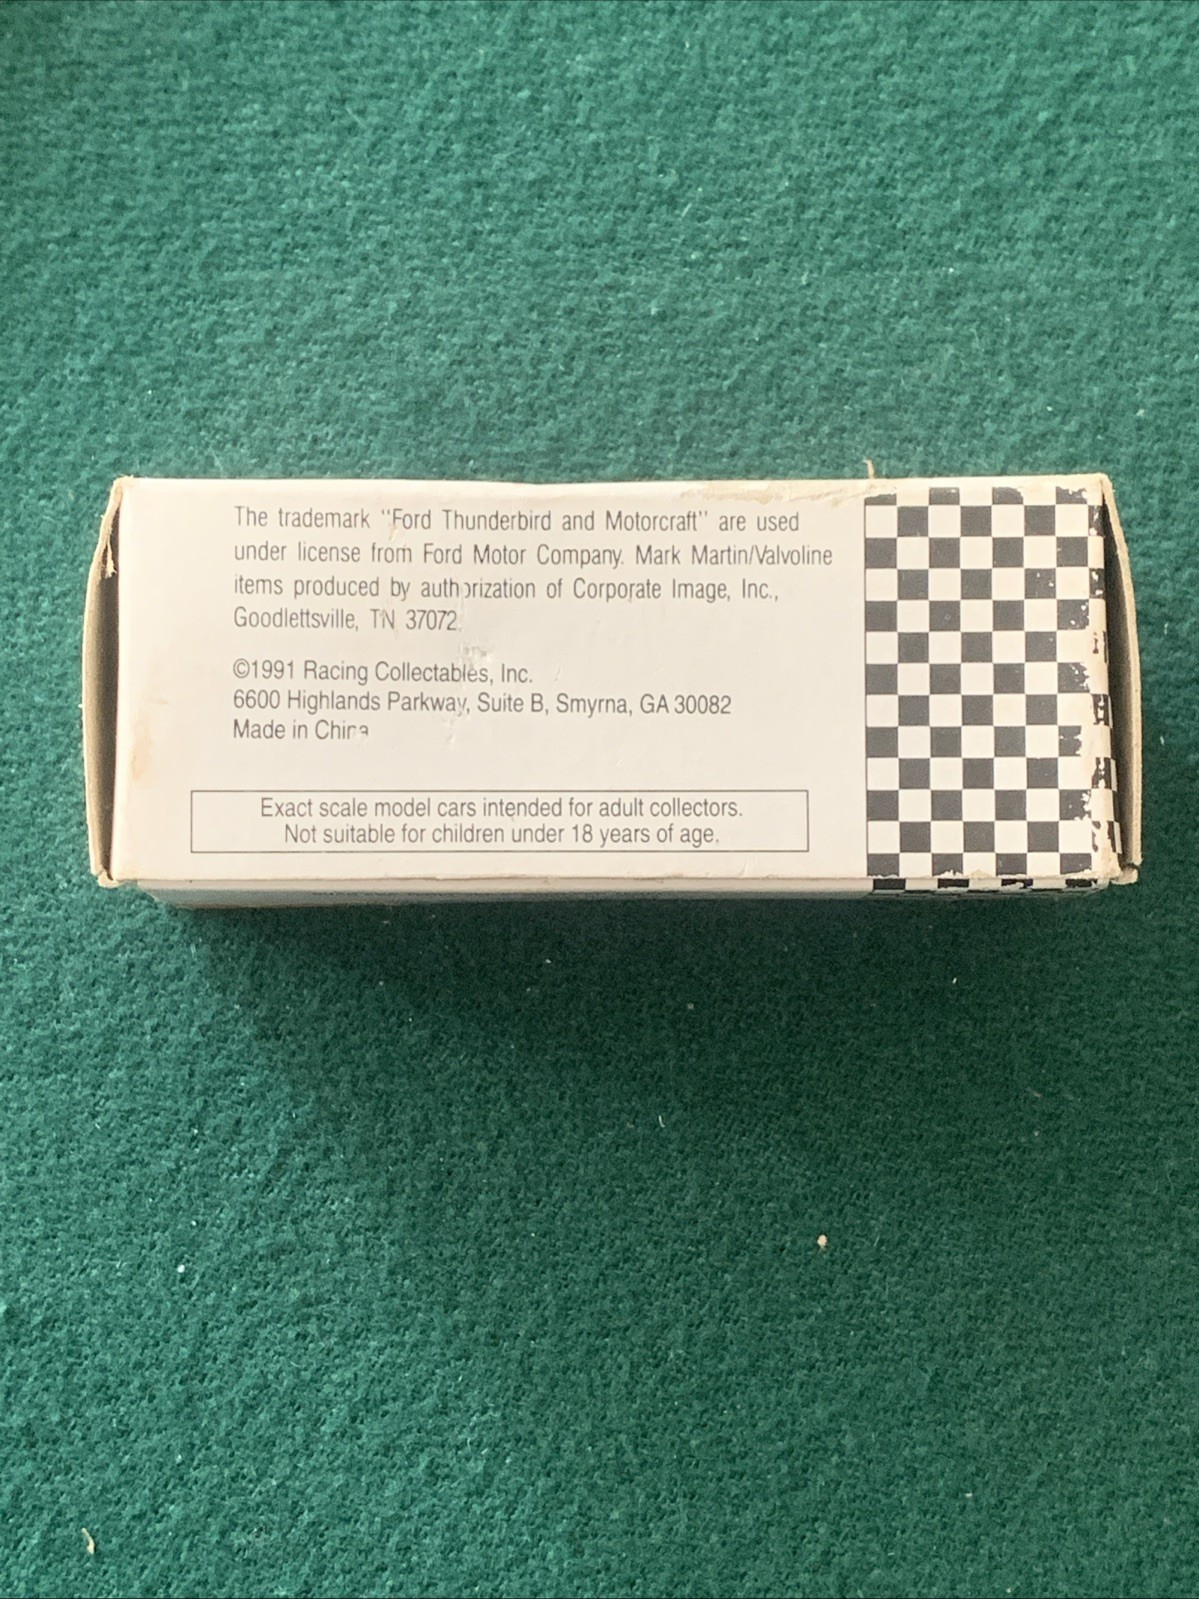 The trademark "Ford Thunderbird and Motorcraft" are used
under license from Ford Motor Company. Mark Martin/Valvoline
items produced by authorization of Corporate Image, Inc.,
Goodlettsville, TN 37072.
©1991 Racing Collectables, Inc.
6600 Highlands Parkway, Suite B, Smyrna, GA 30082
Made in China
Exact scale model cars intended for adult collectors.
Not suitable for children under 18 years of age.